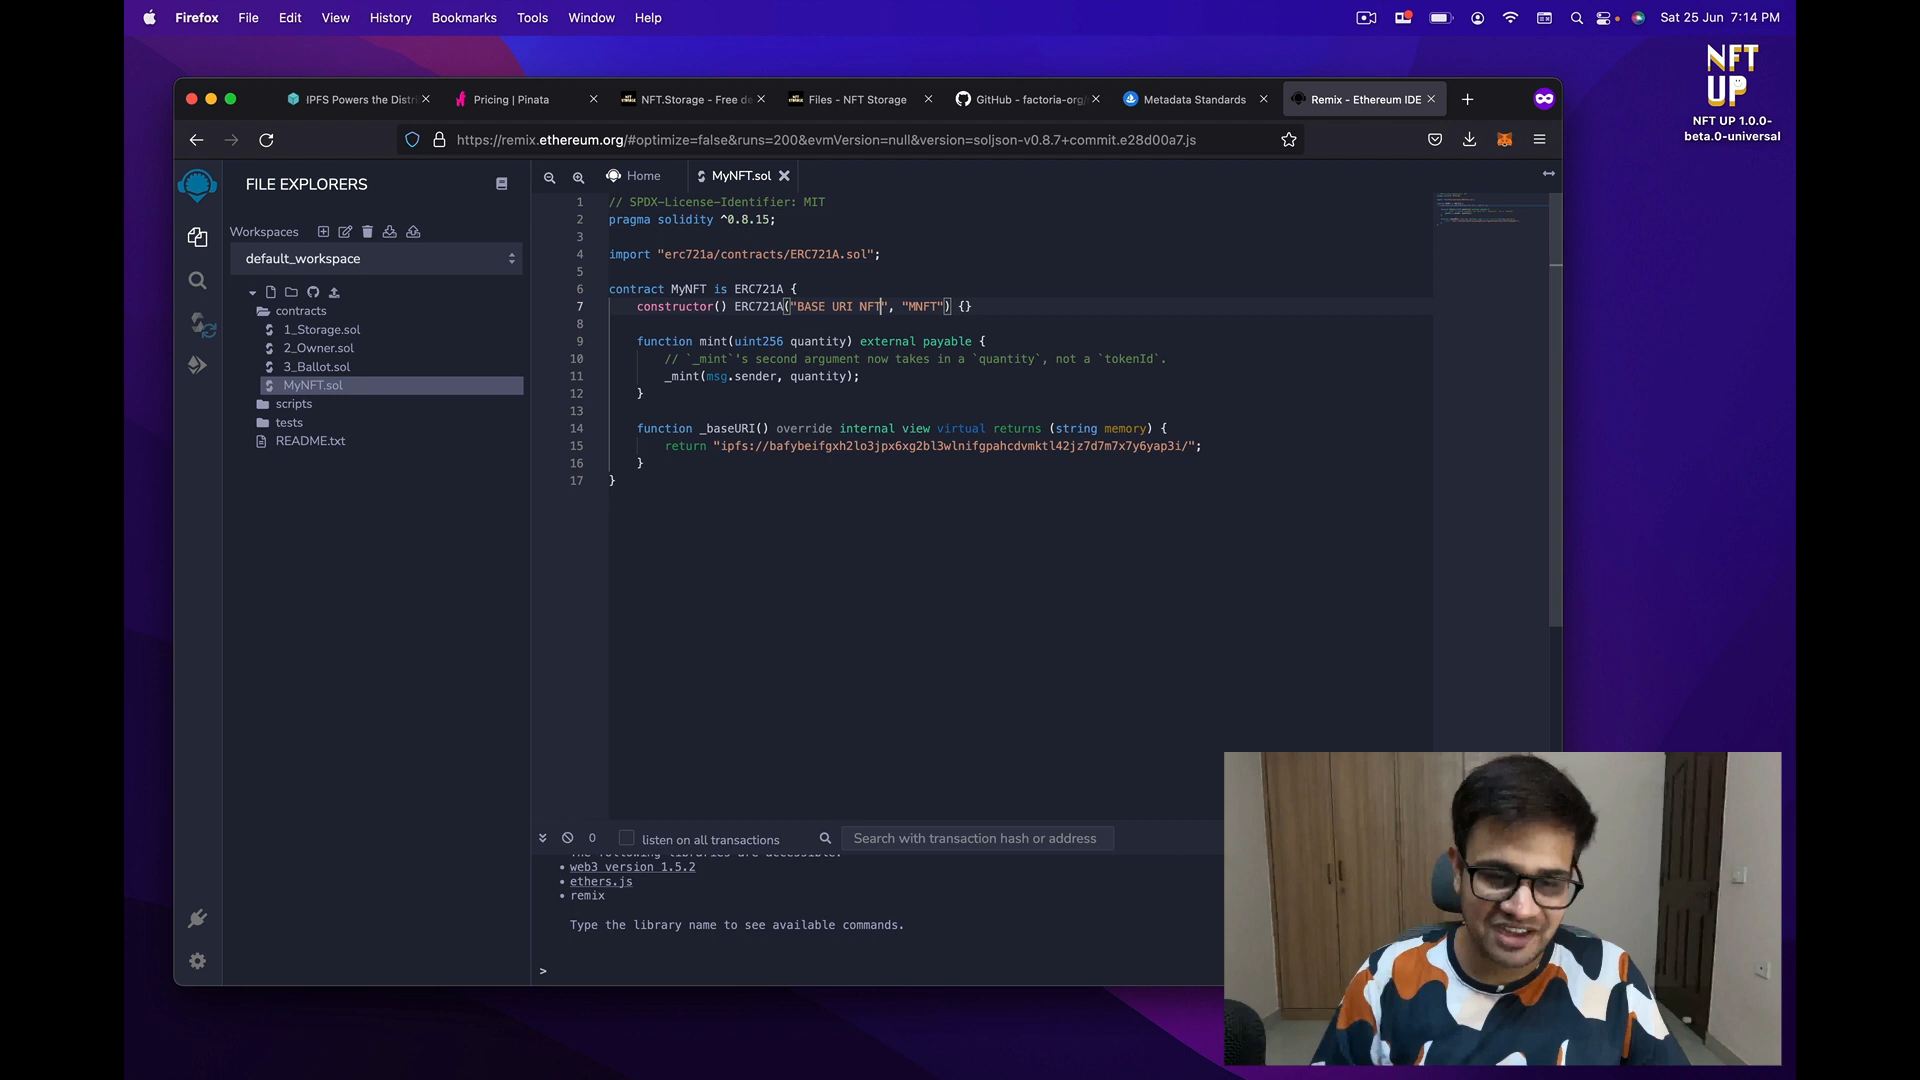 Firefox File Edit View History Bookmarks Tools Window Help Sat 25 Jun 7:14 PM
NFT UP
NFT UP 1.0.0-
beta.0-universal
IPFS Powers the Distri Pricing | Pinata NFT.Storage - Free de Files - NFT Storage GitHub - factoria-org/ Metadata Standards Remix - Ethereum IDE
https://remix.ethereum.org/#optimize=false&runs=200&evmVersion=null&version=soljson-v0.8.7+commit.e28d00a7.js
FILE EXPLORERS
Workspaces
default_workspace
contracts
1_Storage.sol
2_Owner.sol
3_Ballot.sol
MyNFT.sol
scripts
tests
README.txt
Home MyNFT.sol
1 // SPDX-License-Identifier: MIT
2 pragma solidity ^0.8.15;
3
4 import "erc721a/contracts/ERC721A.sol";
5
6 contract MyNFT is ERC721A {
7 constructor() ERC721A("BASE URI NFT", "MNFT") {}
8
9 function mint(uint256 quantity) external payable {
10 // `_mint`'s second argument now takes in a `quantity`, not a `tokenId`.
11 _mint(msg.sender, quantity);
12 }
13
14 function _baseURI() override internal view virtual returns (string memory) {
15 return "ipfs://bafybeifgxh2lo3jpx6xg2bl3wlnifgpahcdvmktl42jz7d7m7x7y6yap3i/";
16 }
17 }
0 listen on all transactions Search with transaction hash or address
The following libraries are accessible:
• web3 version 1.5.2
• ethers.js
• remix
Type the library name to see available commands.
>